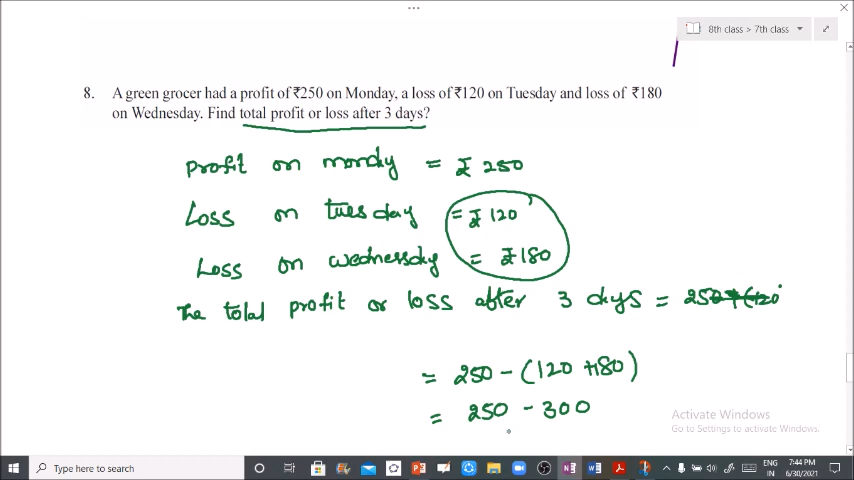 8th class > 7th class
8. A green grocer had a profit of ₹250 on Monday, a loss of ₹120 on Tuesday and loss of ₹180
on Wednesday. Find total profit or loss after 3 days?
Profit on mondy = ₹ 250
Loss on tuesday = ₹ 120
Loss on wednesday = ₹ 180
The total profit or loss after 3 days = 250+(120
= 250 - (120 + 180)
= 250 - 300
Activate Windows
Go to Settings to activate Windows.
Type here to search
ENG
IN
7:44 PM
6/30/2021